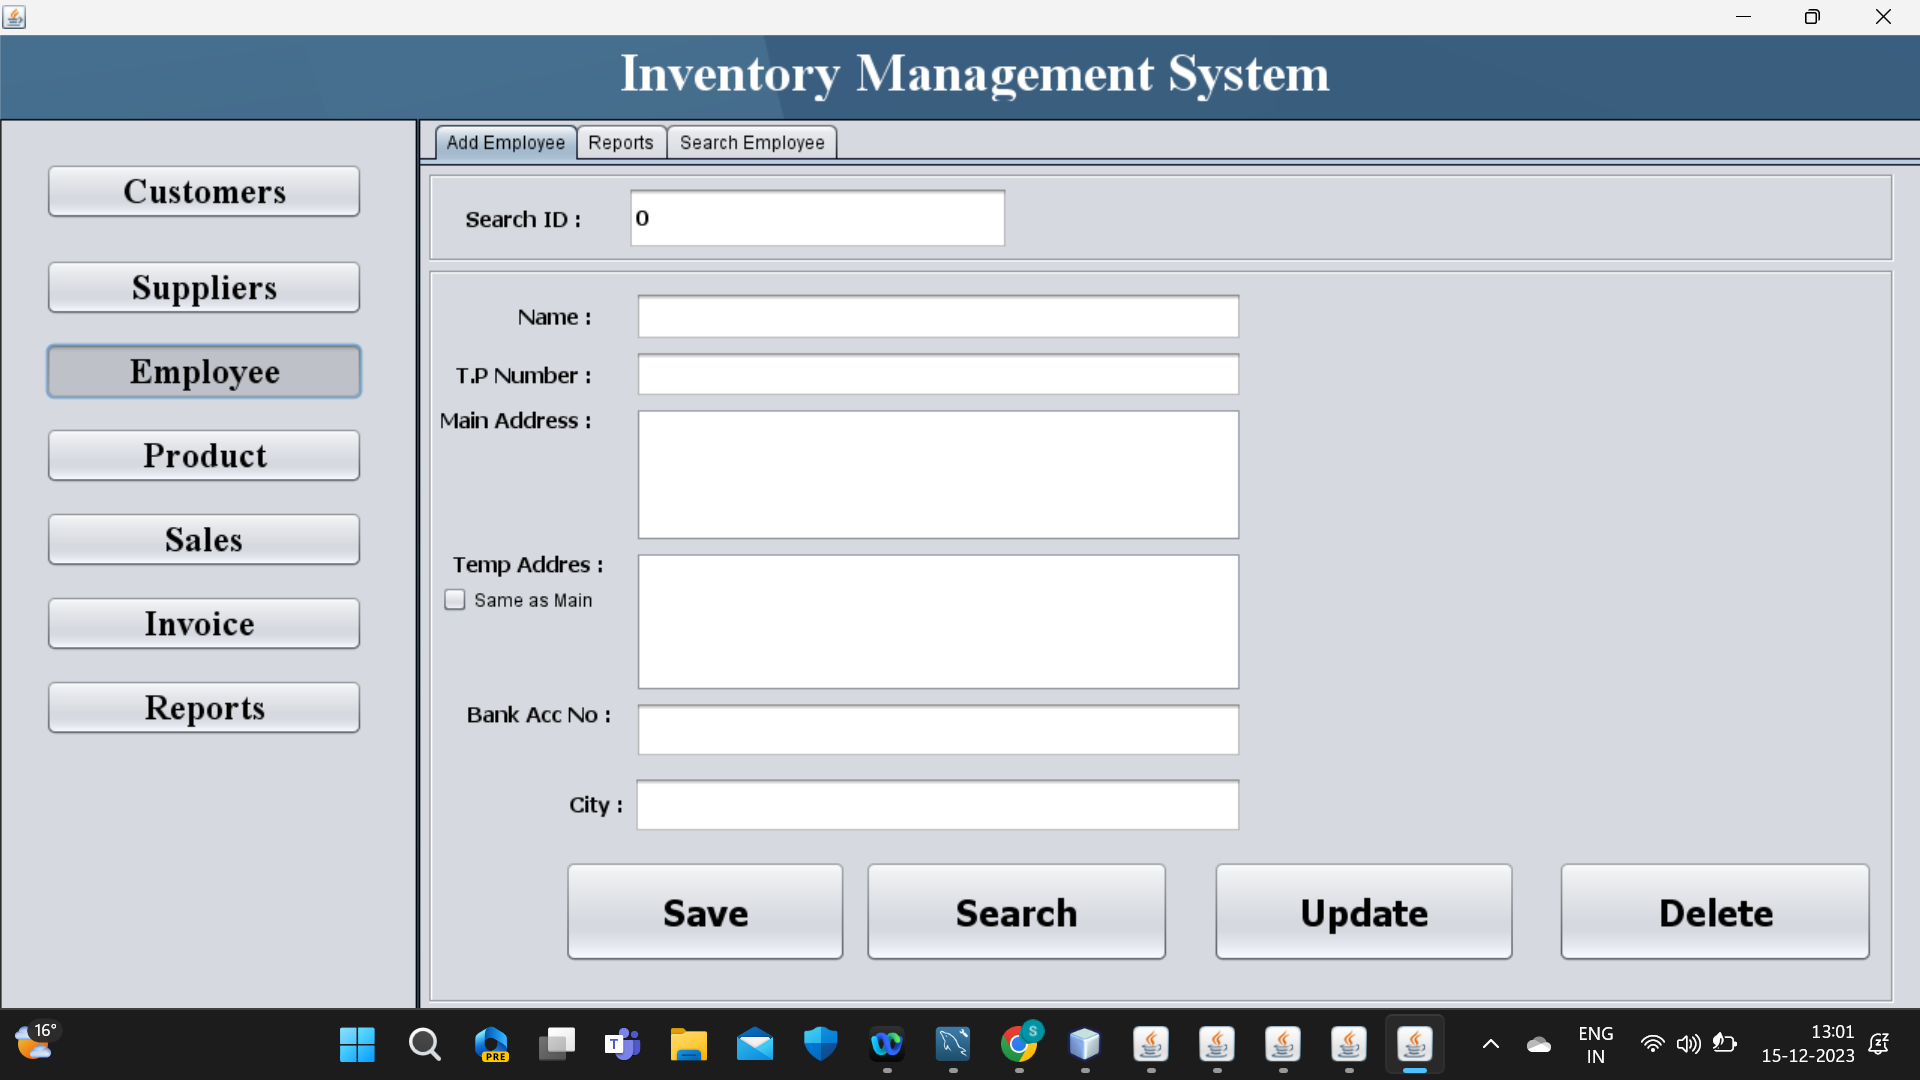 Inventory Management System
Customers
Suppliers
Employee
Product
Sales
Invoice
Reports
Add Employee Reports Search Employee
Search ID : 0
Name :
T.P Number :
Main Address :
Temp Addres :
Same as Main
Bank Acc No :
City :
Save Search Update Delete
16°
PRE
T
S
ENG
IN
13:01
15-12-2023